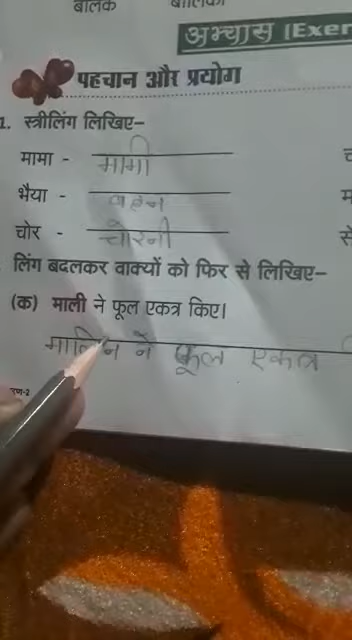 बालक
अभ्यास [Exer
पहचान और प्रयोग
1. स्त्रीलिंग लिखिए–
मामा - मामी
भैया - बहन
चोर - चोरनी
लिंग बदलकर वाक्यों को फिर से लिखिए–
(क) माली ने फूल एकत्र किए।
मालिन ने फूल एकत्र